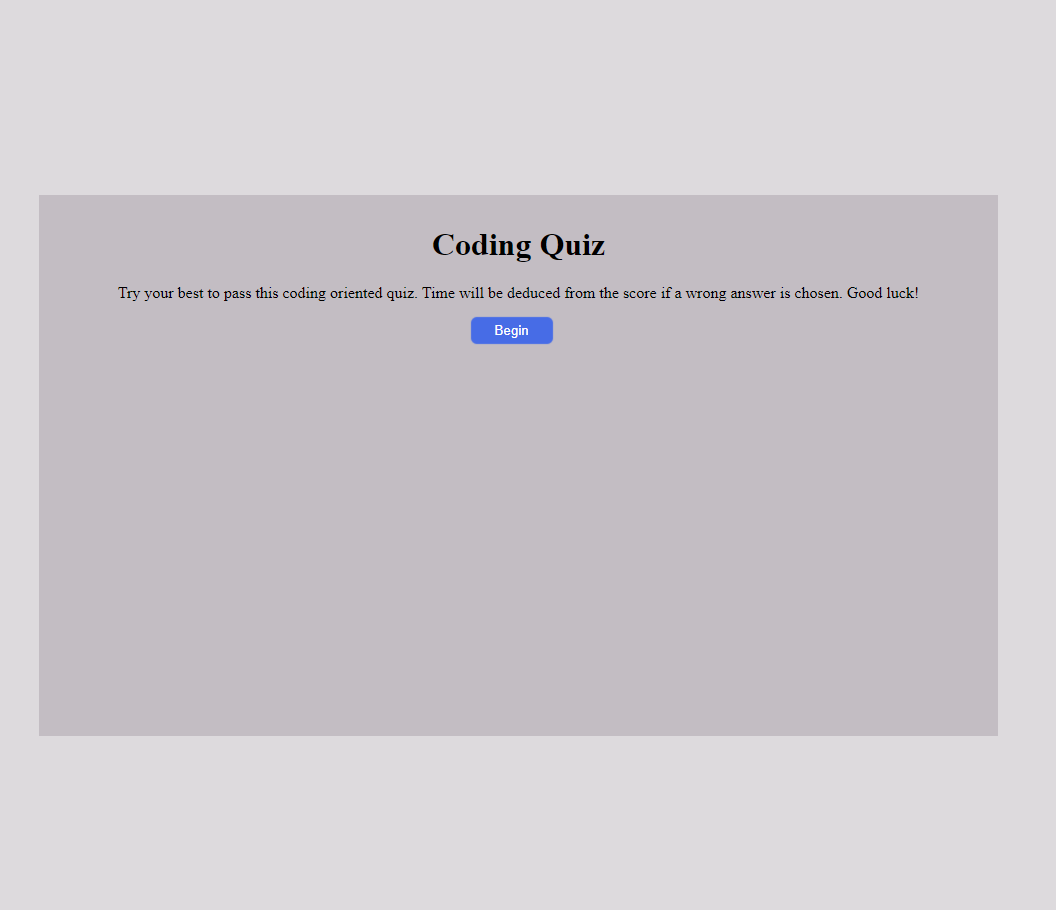 Coding Quiz
Try your best to pass this coding oriented quiz. Time will be deduced from the score if a wrong answer is chosen. Good luck!
Begin